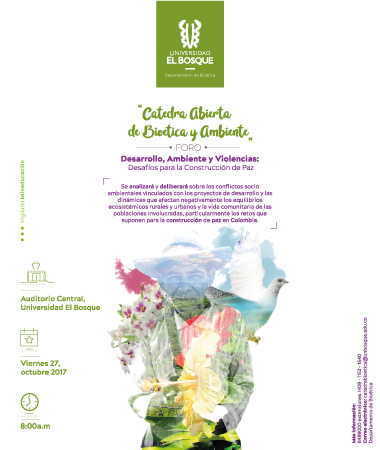 UNIVERSIDAD
EL BOSQUE
Departamento de Bioética
“Catedra Abierta
de Bioética y Ambiente”
FORO
Desarrollo, Ambiente y Violencias:
Desafíos para la Construcción de Paz
Se analizará y deliberará sobre los conflictos socio
ambientales vinculados con los proyectos de desarrollo y las
dinámicas que afectan negativamente los equilibrios
ecosistémicos rurales y urbanos y la vida comunitaria de las
poblaciones involucradas, particularmente los retos que
suponen para la construcción de paz en Colombia.
Vigilada Mineducación
Auditorio Central,
Universidad El Bosque
Viernes 27,
octubre 2017
8:00a.m
Más información:
6489000 extensiones 1409 - 1152 - 1540
Correo electrónico: catedrabioetica@unbosque.edu.co
Departamento de Bioética